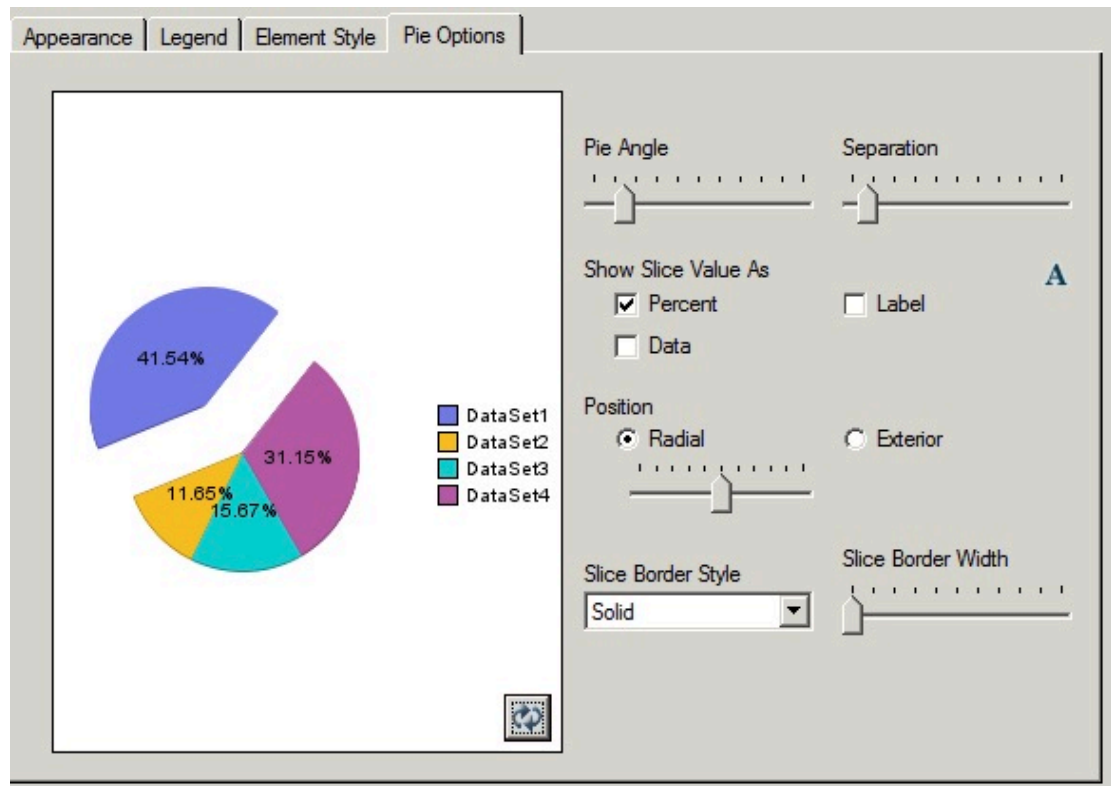 Appearance
Legend
Element Style
Pie Options
41.54%
31.15%
11.65%
15.67%
DataSet1
DataSet2
DataSet3
DataSet4
Pie Angle
Separation
Show Slice Value As
A
Percent
Label
Data
Position
Radial
Exterior
Slice Border Style
Slice Border Width
Solid